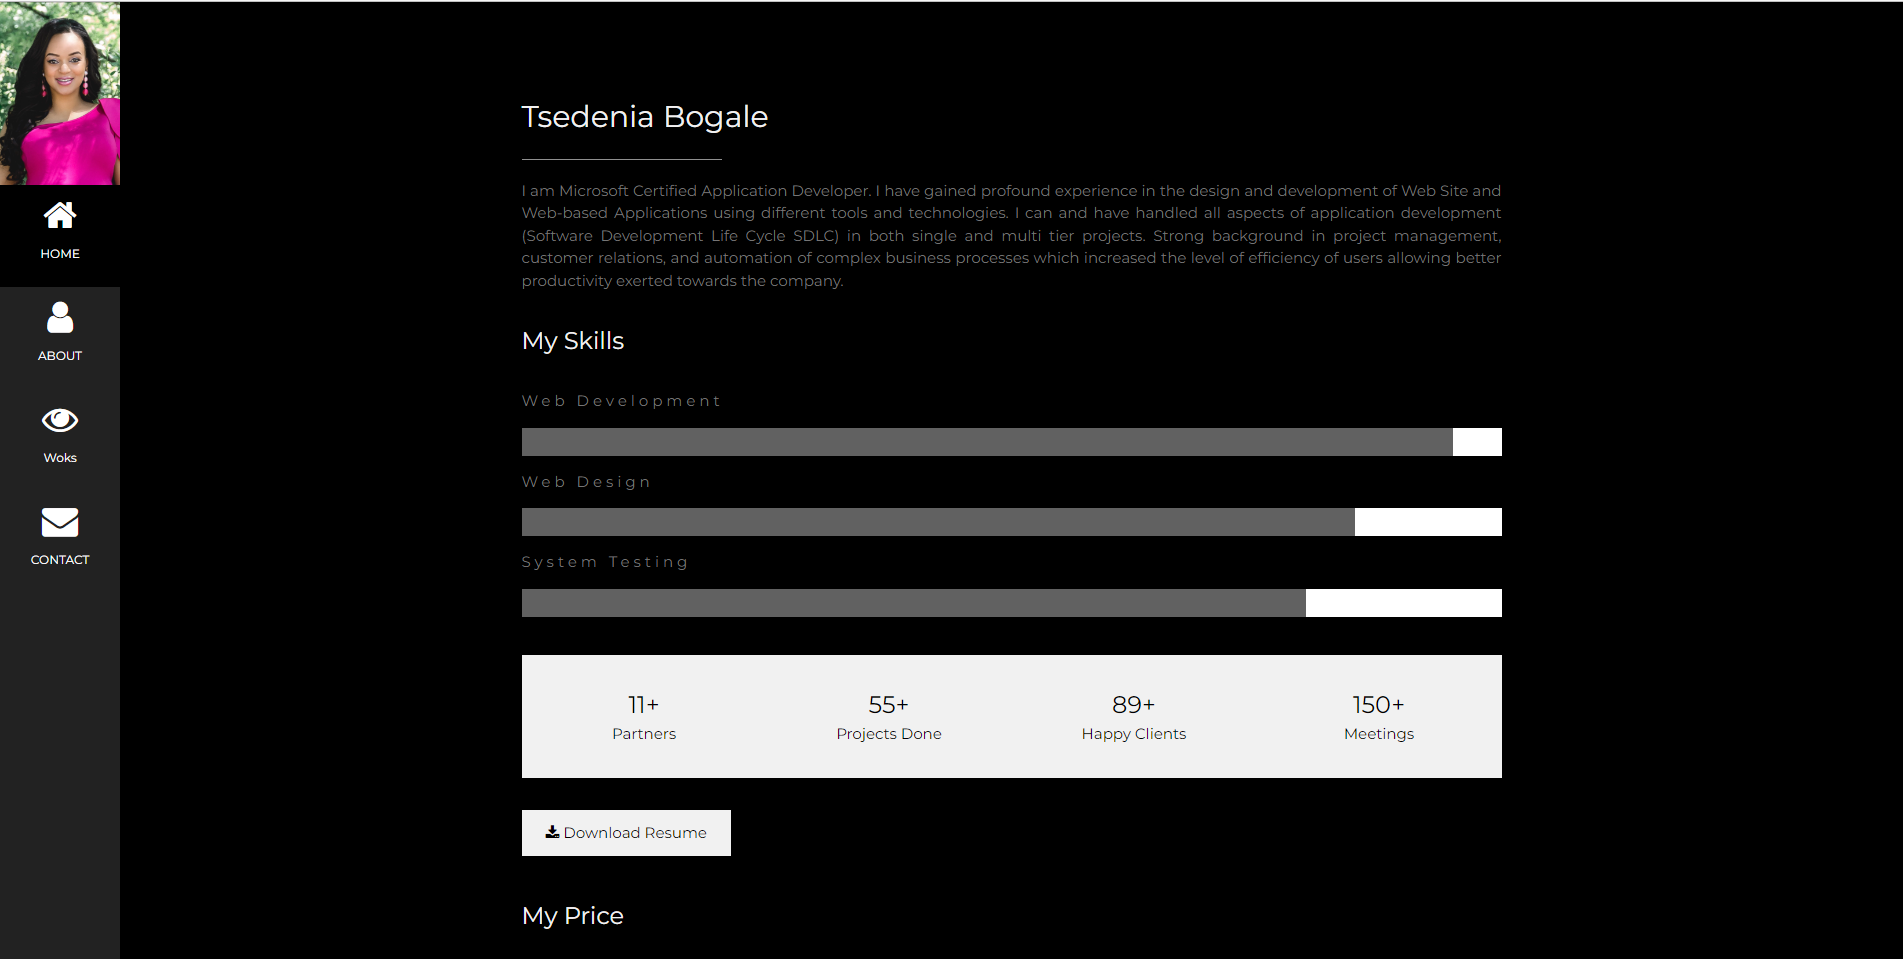 HOME
ABOUT
Woks
CONTACT
Tsedenia Bogale
I am Microsoft Certified Application Developer. I have gained profound experience in the design and development of Web Site and
Web-based Applications using different tools and technologies. I can and have handled all aspects of application development
(Software Development Life Cycle SDLC) in both single and multi tier projects. Strong background in project management,
customer relations, and automation of complex business processes which increased the level of efficiency of users allowing better
productivity exerted towards the company.
My Skills
Web Development
Web Design
System Testing
11+ 55+ 89+ 150+
Partners Projects Done Happy Clients Meetings
Download Resume
My Price